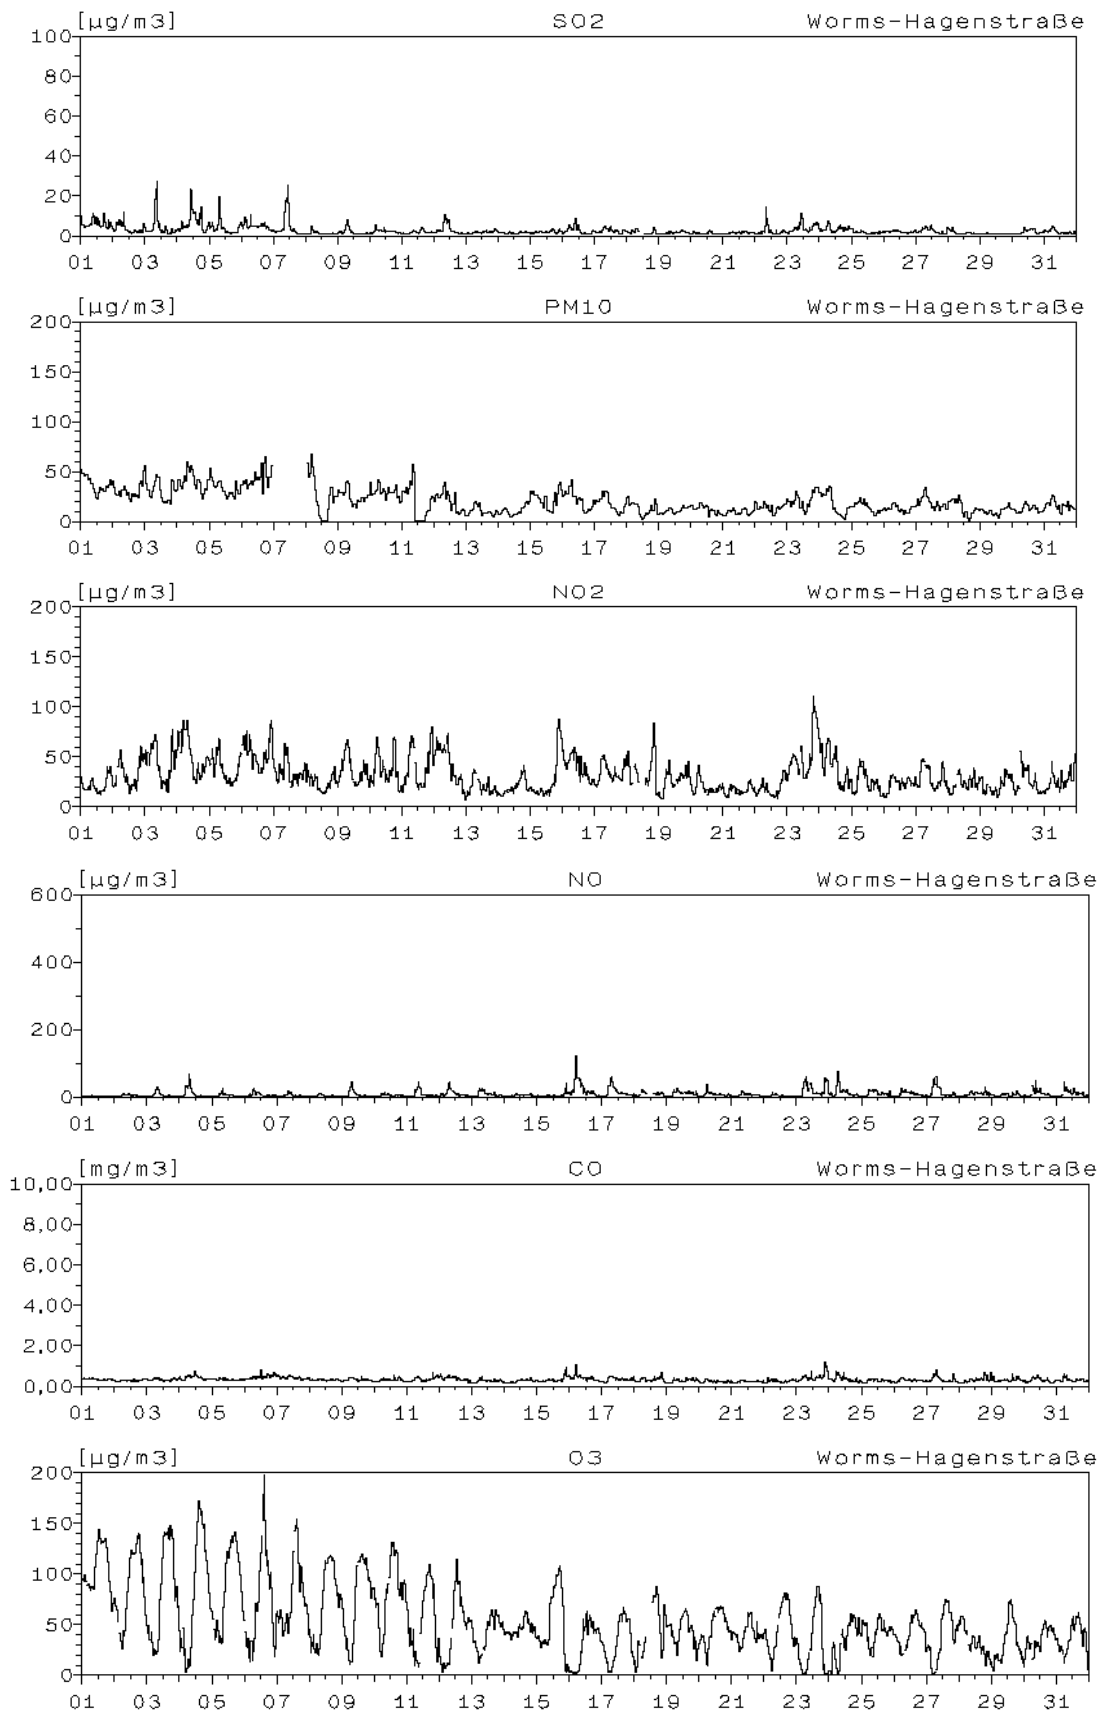 [µg/m3] SO2 Worms-Hagenstraße
100
80
60
40
20
0
01 03 05 07 09 11 13 15 17 19 21 23 25 27 29 31
[µg/m3] PM10 Worms-Hagenstraße
200
150
100
50
0
01 03 05 07 09 11 13 15 17 19 21 23 25 27 29 31
[µg/m3] NO2 Worms-Hagenstraße
200
150
100
50
0
01 03 05 07 09 11 13 15 17 19 21 23 25 27 29 31
[µg/m3] NO Worms-Hagenstraße
600
400
200
0
01 03 05 07 09 11 13 15 17 19 21 23 25 27 29 31
[mg/m3] CO Worms-Hagenstraße
10,00
8,00
6,00
4,00
2,00
0,00
01 03 05 07 09 11 13 15 17 19 21 23 25 27 29 31
[µg/m3] O3 Worms-Hagenstraße
200
150
100
50
0
01 03 05 07 09 11 13 15 17 19 21 23 25 27 29 31